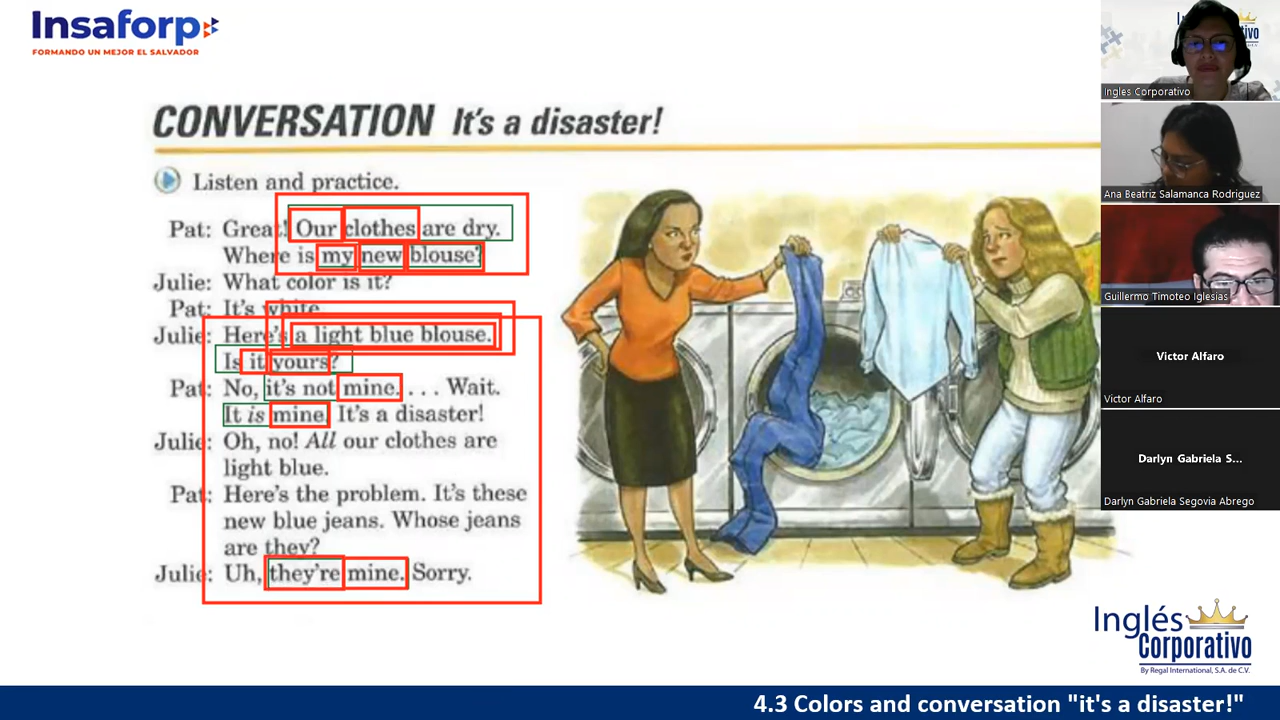 Insaforp
FORMANDO UN MEJOR EL SALVADOR
CONVERSATION It's a disaster!
Listen and practice.
Pat: Great! Our clothes are dry.
Where is my new blouse?
Julie: What color is it?
Pat: It's white.
Julie: Here's a light blue blouse.
Is it yours?
Pat: No, it's not mine. . . . Wait.
It is mine. It's a disaster!
Julie: Oh, no! All our clothes are
light blue.
Pat: Here's the problem. It's these
new blue jeans. Whose jeans
are they?
Julie: Uh, they're mine. Sorry.
Ingles Corporativo
Ana Beatriz Salamanca Rodriguez
Guillermo Timoteo Iglesias
Victor Alfaro
Victor Alfaro
Darlyn Gabriela S...
Darlyn Gabriela Segovia Abrego
Inglés
Corporativo
By Regal International, S.A. de C.V.
4.3 Colors and conversation "it's a disaster!"